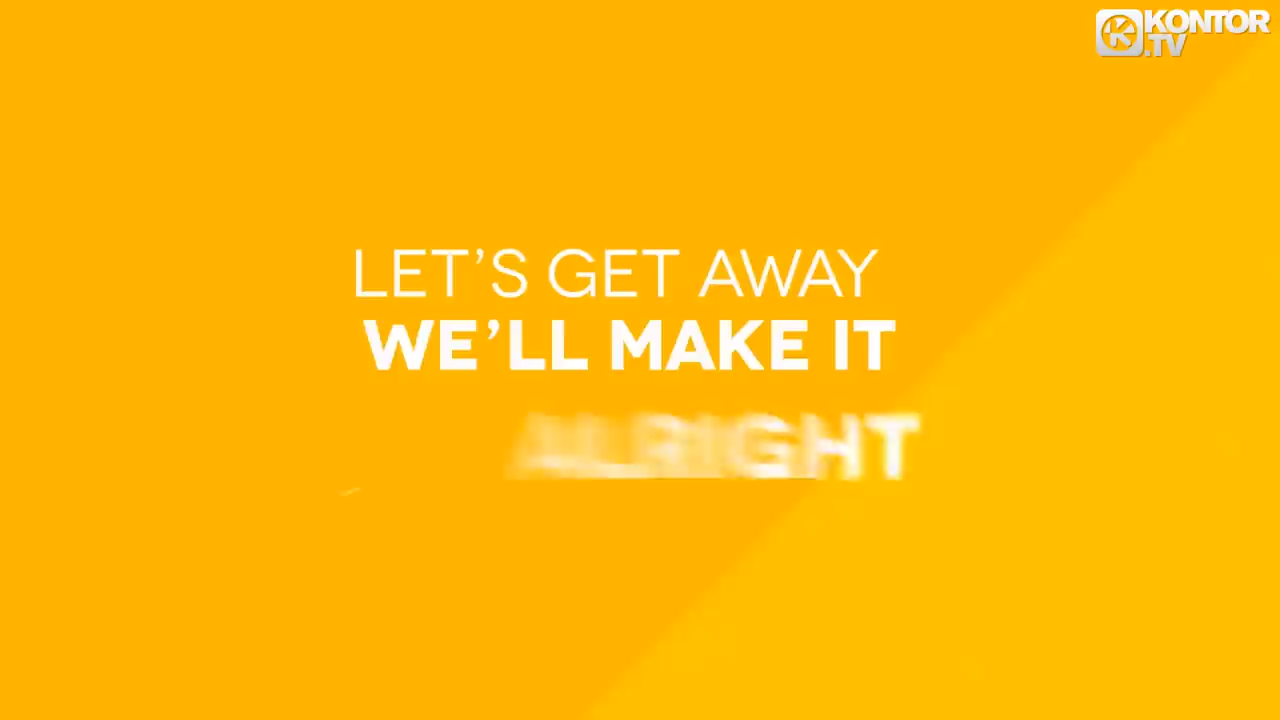 KONTOR
.TV
LET'S GET AWAY
WE'LL MAKE IT
ALRIGHT